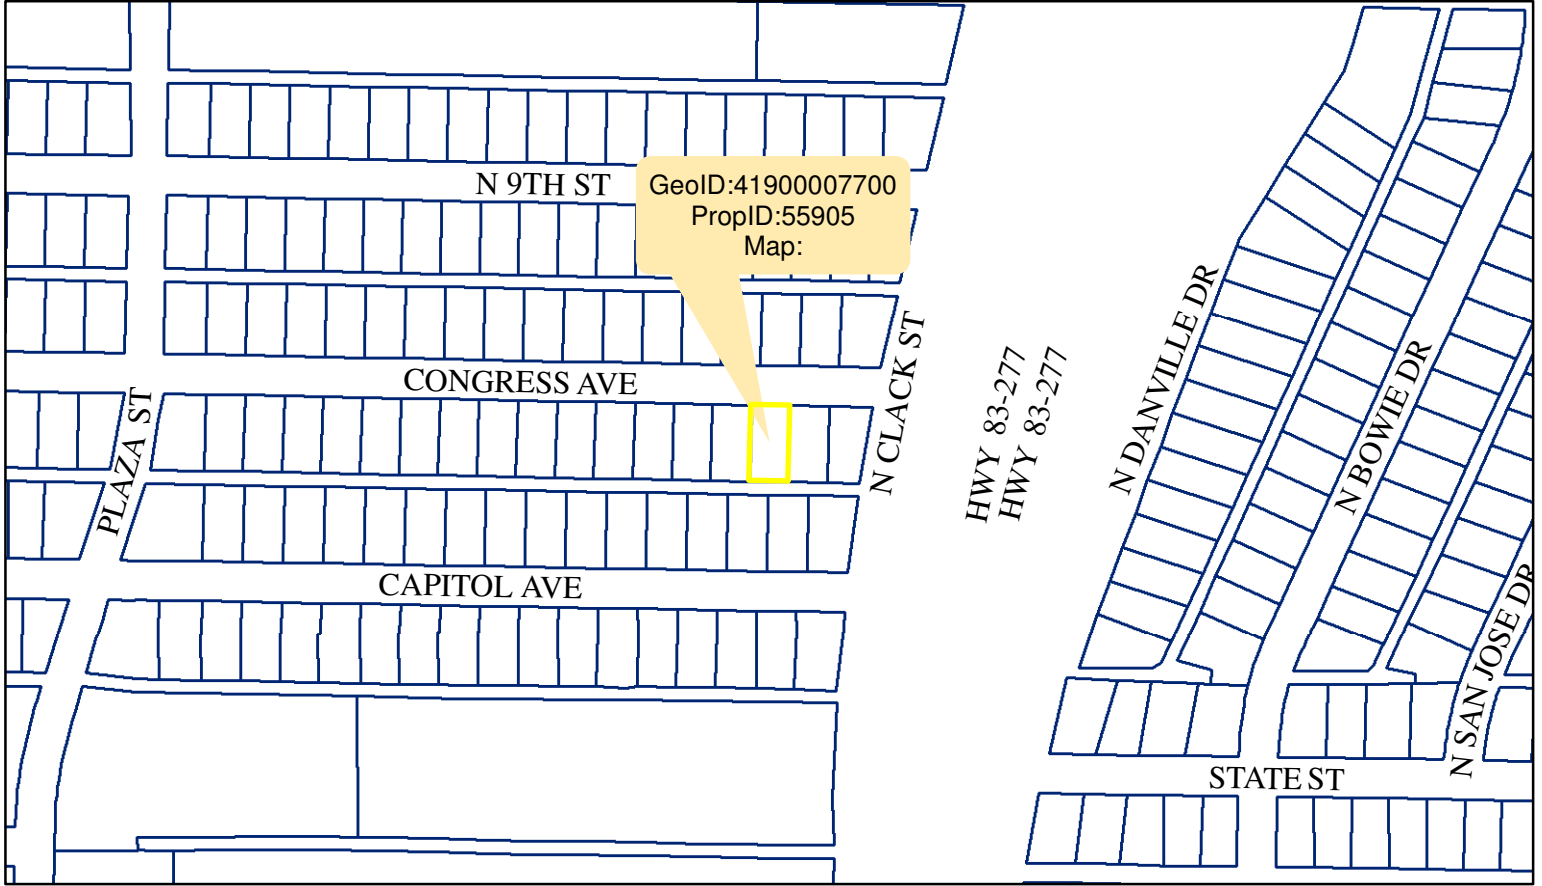 N 9TH ST
GeoID:41900007700
PropID:55905
Map:
CONGRESS AVE
PLAZA ST
N CLACK ST
HWY 83-277
HWY 83-277
N DANVILLE DR
N BOWIE DR
CAPITOL AVE
N SAN JOSE DR
STATE ST